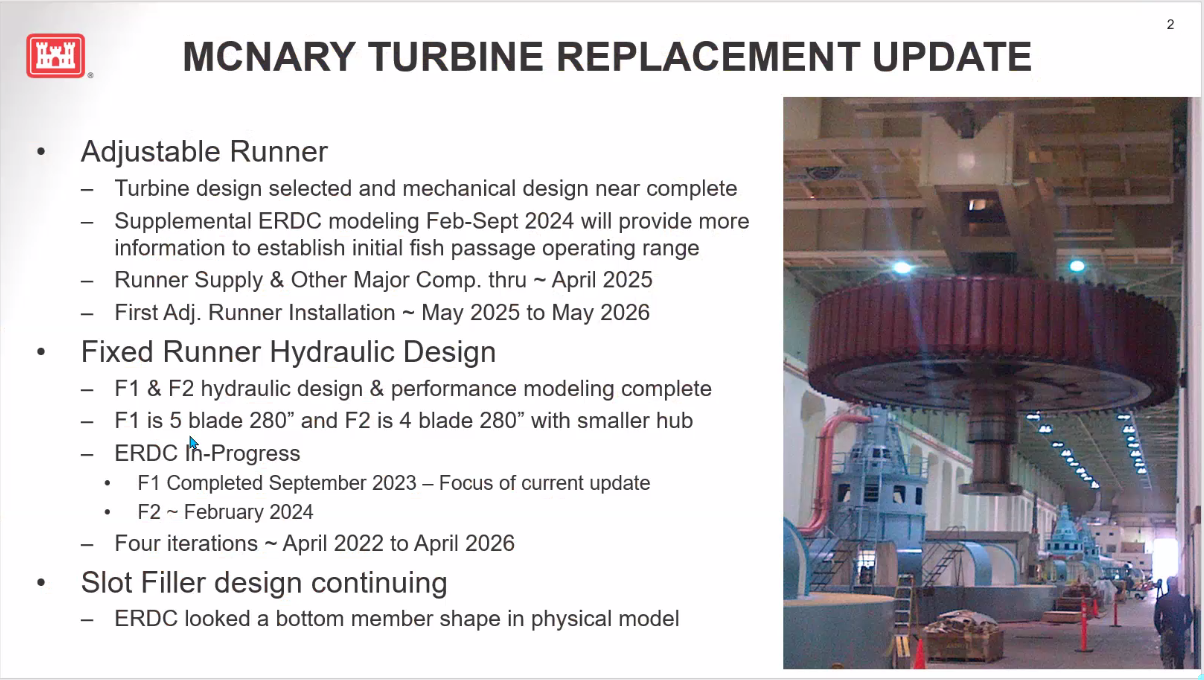 2
MCNARY TURBINE REPLACEMENT UPDATE
®
• Adjustable Runner
– Turbine design selected and mechanical design near complete
– Supplemental ERDC modeling Feb-Sept 2024 will provide more
information to establish initial fish passage operating range
– Runner Supply & Other Major Comp. thru ~ April 2025
– First Adj. Runner Installation ~ May 2025 to May 2026
• Fixed Runner Hydraulic Design
– F1 & F2 hydraulic design & performance modeling complete
– F1 is 5 blade 280” and F2 is 4 blade 280” with smaller hub
– ERDC In-Progress
• F1 Completed September 2023 – Focus of current update
• F2 ~ February 2024
– Four iterations ~ April 2022 to April 2026
• Slot Filler design continuing
– ERDC looked a bottom member shape in physical model